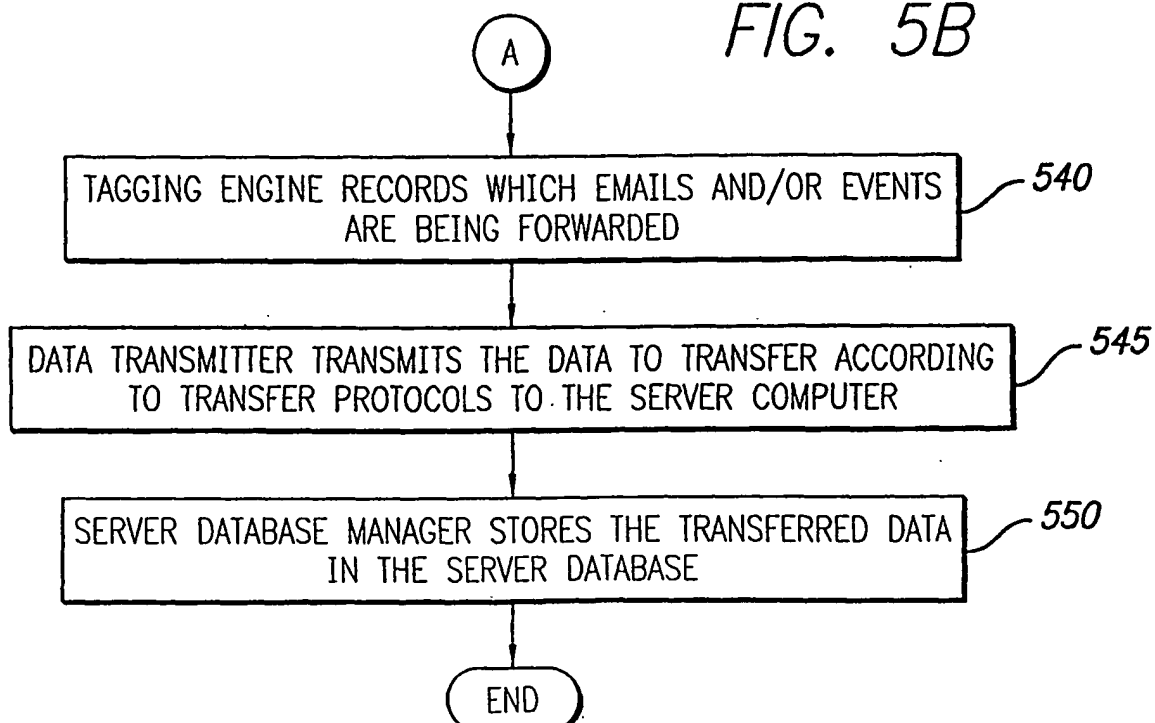 FIG. 5B
A
TAGGING ENGINE RECORDS WHICH EMAILS AND/OR EVENTS
ARE BEING FORWARDED
540
DATA TRANSMITTER TRANSMITS THE DATA TO TRANSFER ACCORDING
TO TRANSFER PROTOCOLS TO THE SERVER COMPUTER
545
SERVER DATABASE MANAGER STORES THE TRANSFERRED DATA
IN THE SERVER DATABASE
550
END